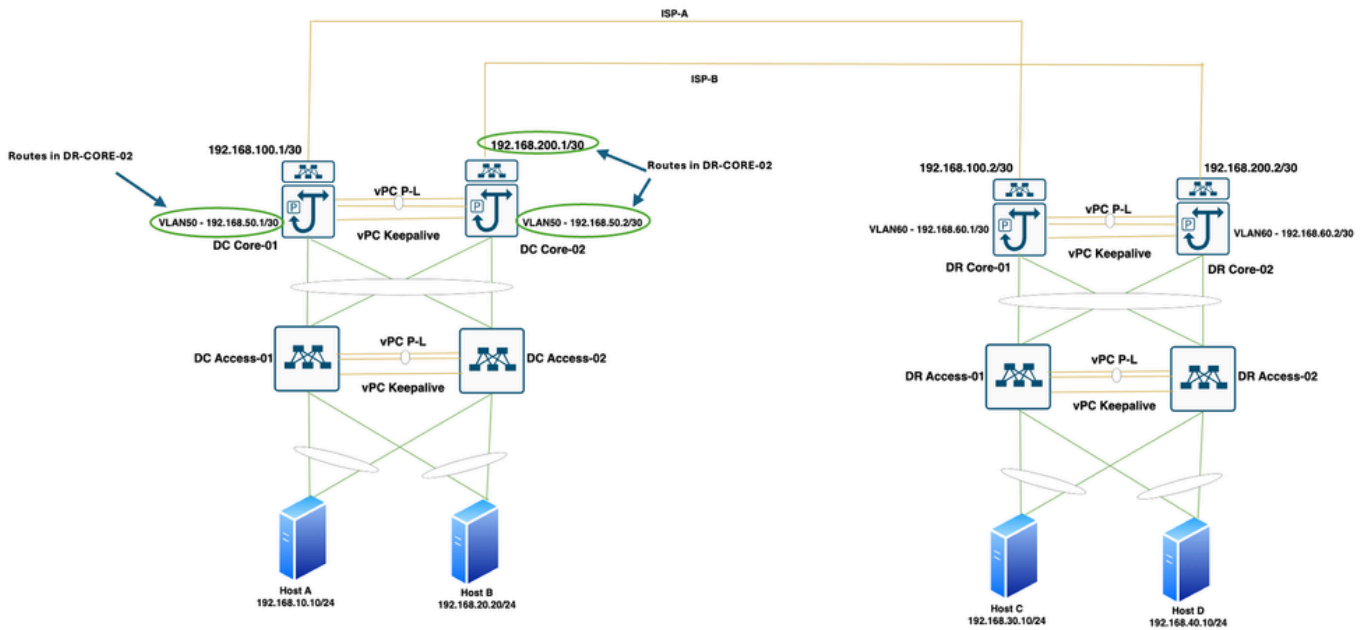 ISP-A
ISP-B
192.168.100.1/30
192.168.200.1/30
Routes in DR-CORE-02
Routes in DR-CORE-02
192.168.100.2/30
192.168.200.2/30
vPC P-L
P
P
VLAN50 - 192.168.50.1/30
VLAN50 - 192.168.50.2/30
vPC Keepalive
DC Core-01
DC Core-02
vPC P-L
P
P
VLAN60 - 192.168.60.1/30
VLAN60 - 192.168.60.2/30
vPC Keepalive
DR Core-01
DR Core-02
DC Access-01
vPC P-L
DC Access-02
vPC Keepalive
DR Access-01
vPC P-L
DR Access-02
vPC Keepalive
Host A
192.168.10.10/24
Host B
192.168.20.20/24
Host C
192.168.30.10/24
Host D
192.168.40.10/24